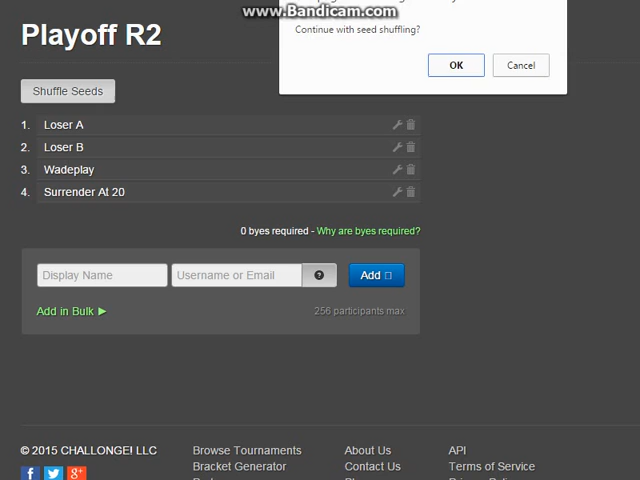 www.Bandicam.com
Playoff R2
Continue with seed shuffling?
OK
Cancel
Shuffle Seeds
1. Loser A
2. Loser B
3. Wadeplay
4. Surrender At 20
0 byes required - Why are byes required?
Display Name
Username or Email
?
Add
Add in Bulk ▶
256 participants max
© 2015 CHALLONGE! LLC
Browse Tournaments
About Us
API
Bracket Generator
Contact Us
Terms of Service